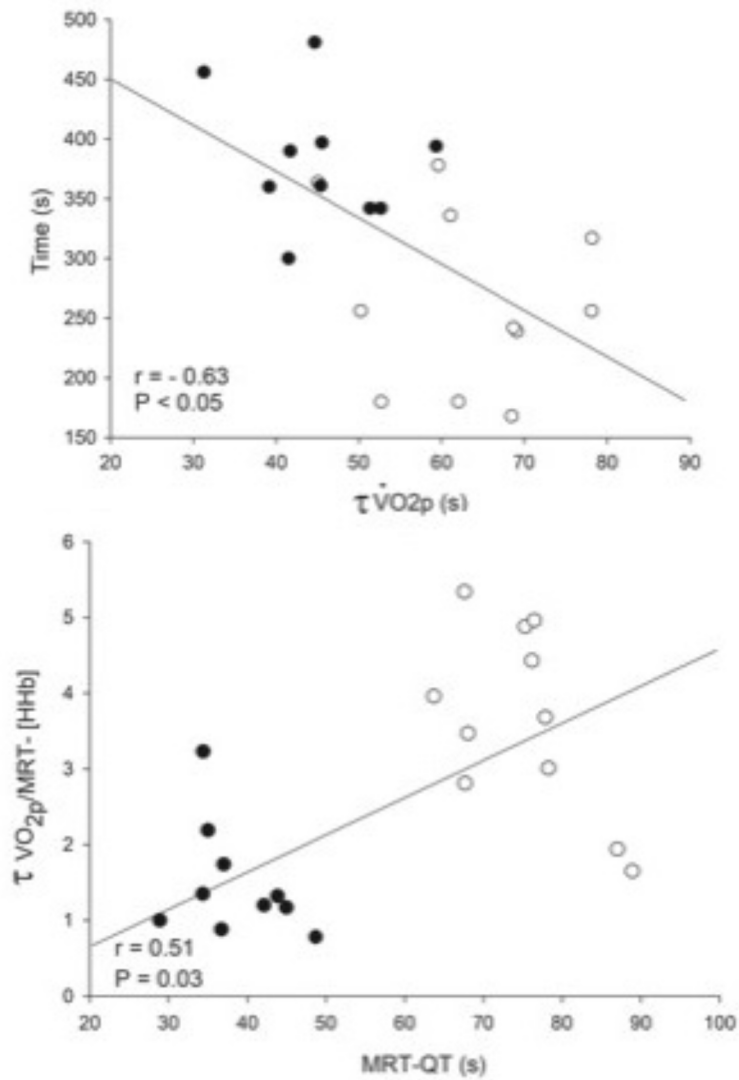 500
450
400
350
300
250
200
150
Time (s)
r = - 0.63
P < 0.05
20 30 40 50 60 70 80 90
τ V̇O2p (s)
6
5
4
3
2
1
0
τ VO2p/MRT- [HHb]
r = 0.51
P = 0.03
20 30 40 50 60 70 80 90 100
MRT-QT (s)